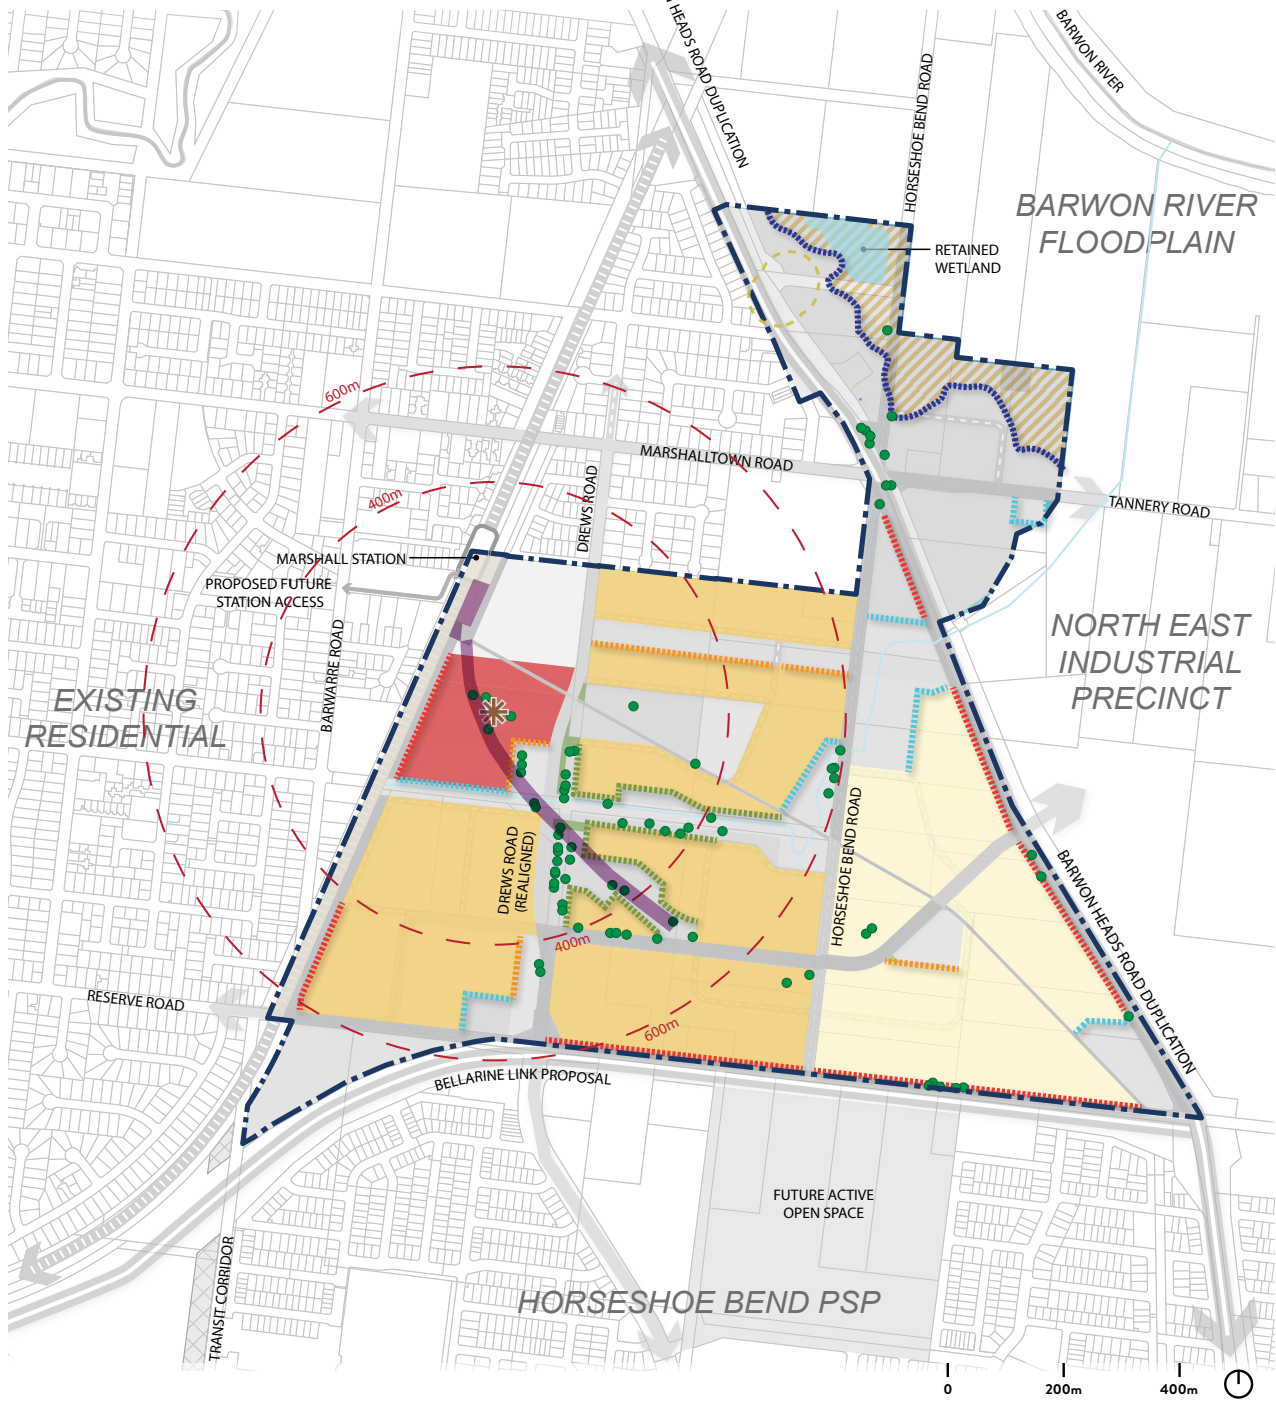 HEADS ROAD DUPLICATION
HORSESHOE BEND ROAD
BARWON RIVER
BARWON RIVER
FLOODPLAIN
RETAINED
WETLAND
600m
MARSHALLTOWN ROAD
400m
DREWS ROAD
TANNERY ROAD
MARSHALL STATION
PROPOSED FUTURE
STATION ACCESS
BARWARRE ROAD
NORTH EAST
INDUSTRIAL
PRECINCT
EXISTING
RESIDENTIAL
DREWS ROAD
(REALIGNED)
HORSESHOE BEND ROAD
BARWON HEADS ROAD DUPLICATION
400m
RESERVE ROAD
600m
BELLARINE LINK PROPOSAL
FUTURE ACTIVE
OPEN SPACE
TRANSIT CORRIDOR
HORSESHOE BEND PSP
0
200m
400m